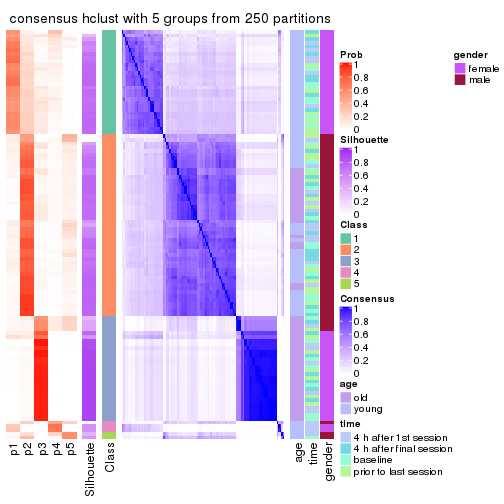 consensus hclust with 5 groups from 250 partitions
Prob
1
0.8
0.6
0.4
0.2
0
Silhouette
1
0.8
0.6
0.4
0.2
0
Class
1
2
3
4
5
Consensus
1
0.8
0.6
0.4
0.2
0
age
old
young
time
4 h after 1st session
4 h after final session
baseline
prior to last session
gender
female
male
p1
p2
p3
p4
p5
Silhouette
Class
age
time
gender